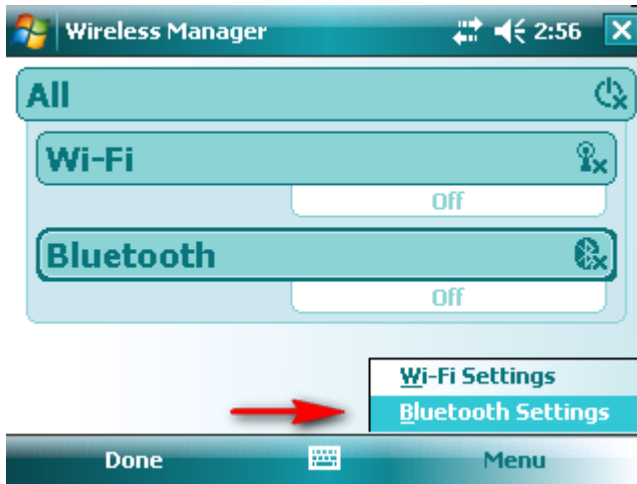 Wireless Manager 2:56
All
Wi-Fi
Off
Bluetooth
Off
Wi-Fi Settings
Bluetooth Settings
Done Menu